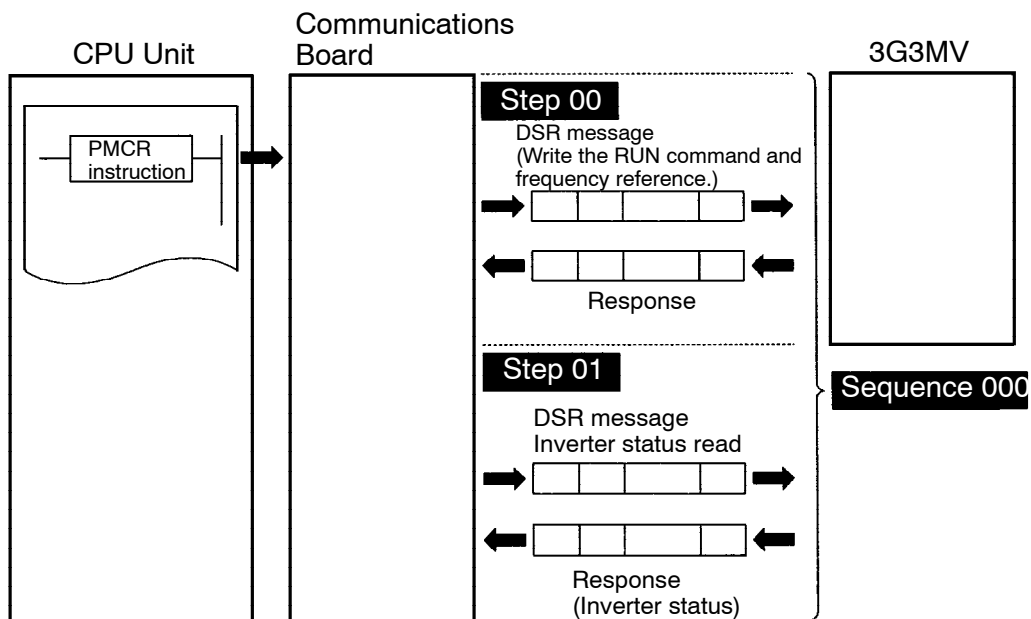 CPU Unit
Communications
Board
3G3MV
PMCR
instruction
Step 00
DSR message
(Write the RUN command and
frequency reference.)
Response
Step 01
DSR message
Inverter status read
Response
(Inverter status)
Sequence 000